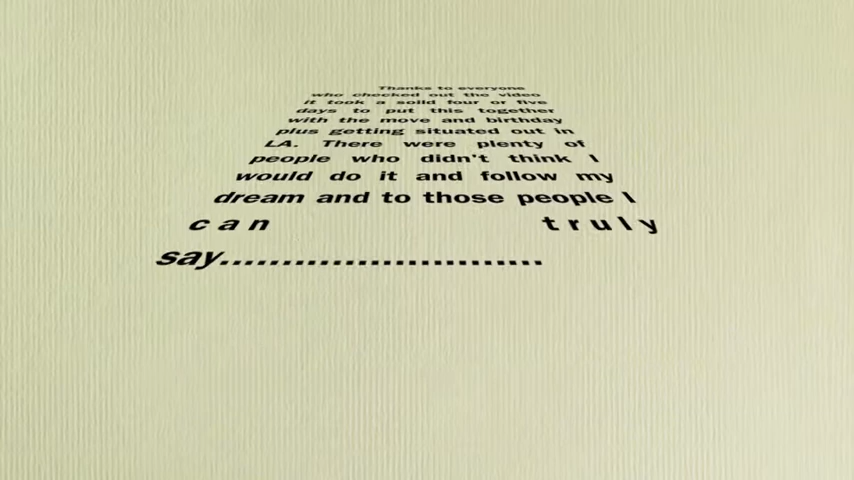 Thanks to everyone
who checked out the video
it took a soild four or five
days to put this together
with the move and birthday
plus getting situated out in
LA. There were plenty of
people who didn't think I
would do it and follow my
dream and to those people I
can truly
say..........................